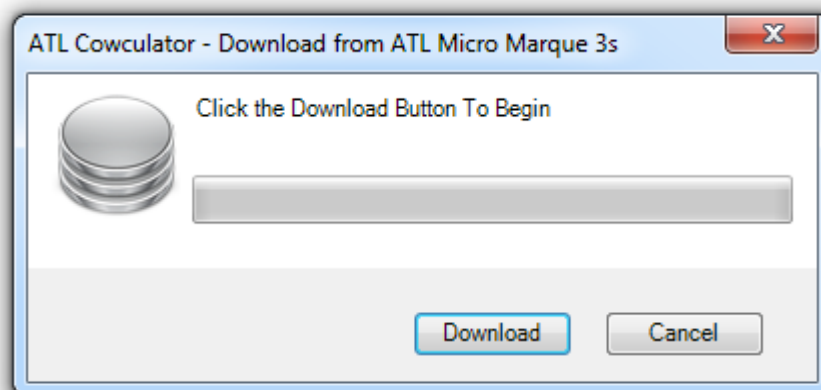 ATL Cowculator - Download from ATL Micro Marque 3s
Click the Download Button To Begin
Download
Cancel